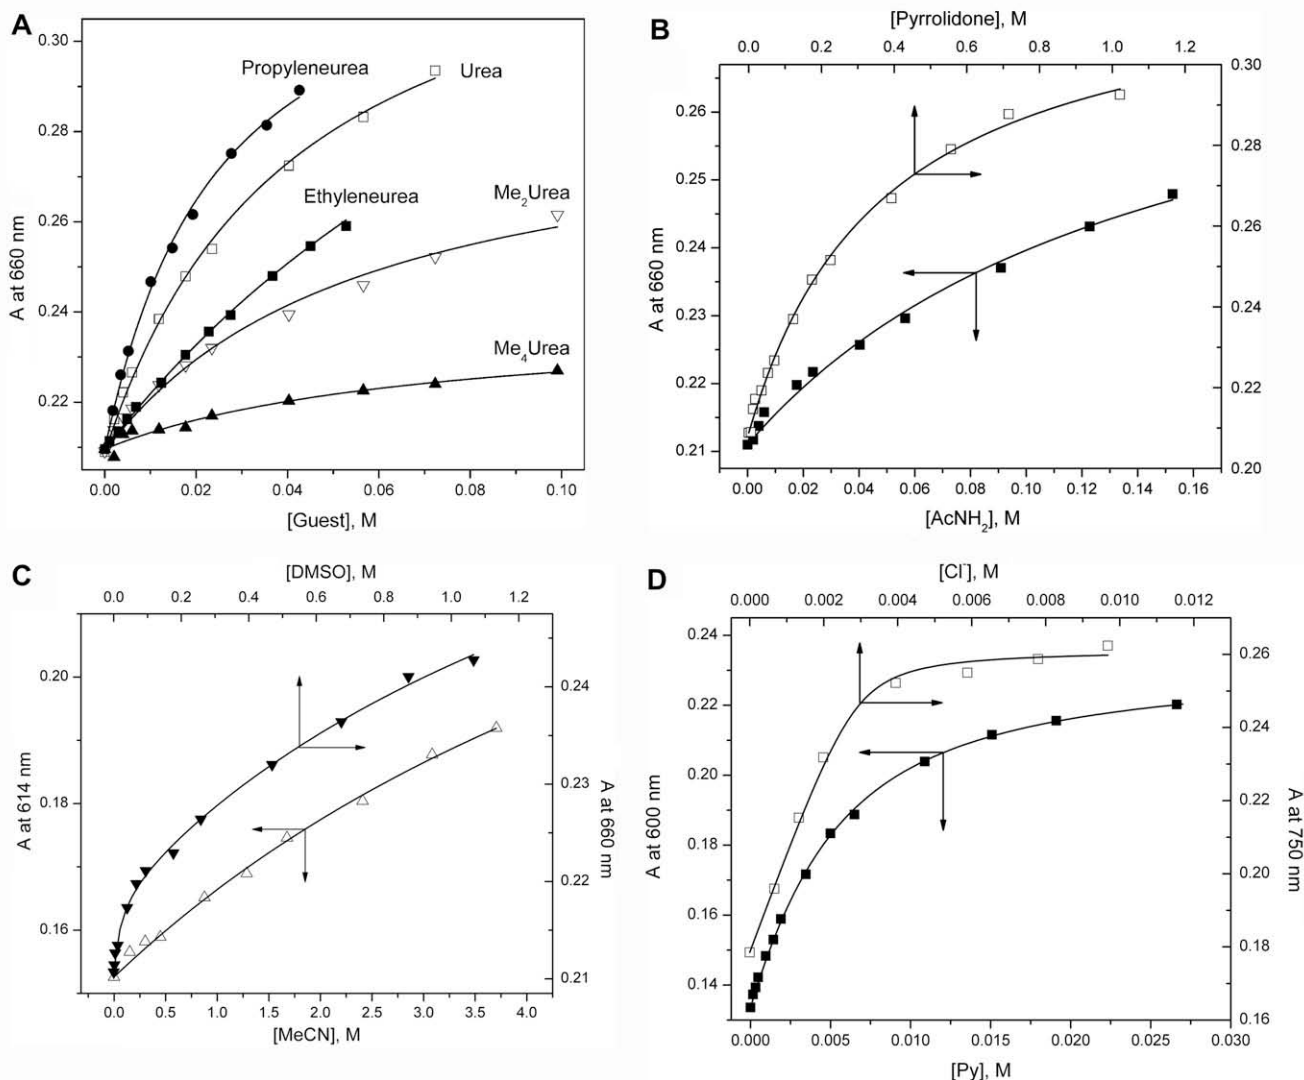 A
0.30
0.28
0.26
0.24
0.22
A at 660 nm
Propyleneurea
Urea
Ethyleneurea
Me₂Urea
Me₄Urea
0.00 0.02 0.04 0.06 0.08 0.10
[Guest], M
B
[Pyrrolidone], M
0.0 0.2 0.4 0.6 0.8 1.0 1.2
0.26
0.25
0.24
0.23
0.22
0.21
A at 660 nm
0.30
0.28
0.26
0.24
0.22
0.20
0.00 0.02 0.04 0.06 0.08 0.10 0.12 0.14 0.16
[AcNH₂], M
C
[DMSO], M
0.0 0.2 0.4 0.6 0.8 1.0 1.2
0.20
0.18
0.16
A at 614 nm
0.24
0.23
0.22
0.21
A at 660 nm
0.0 0.5 1.0 1.5 2.0 2.5 3.0 3.5 4.0
[MeCN], M
D
[Cl⁻], M
0.000 0.002 0.004 0.006 0.008 0.010 0.012
0.24
0.22
0.20
0.18
0.16
0.14
A at 600 nm
0.26
0.24
0.22
0.20
0.18
0.16
A at 750 nm
0.000 0.005 0.010 0.015 0.020 0.025 0.030
[Py], M